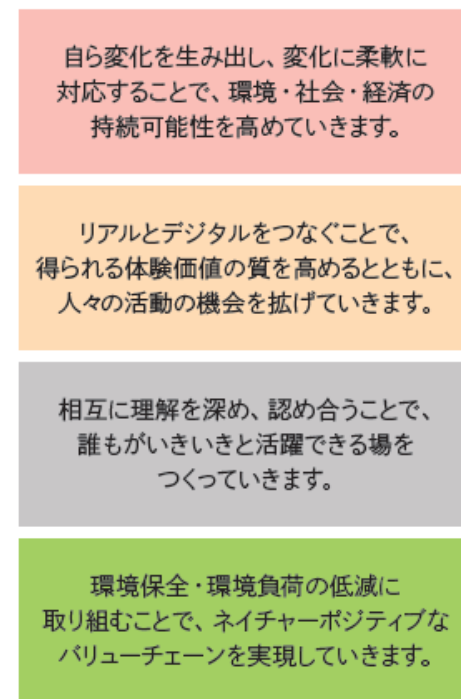 自ら変化を生み出し、変化に柔軟に
対応することで、環境・社会・経済の
持続可能性を高めていきます。
リアルとデジタルをつなぐことで、
得られる体験価値の質を高めるとともに、
人々の活動の機会を拡げていきます。
相互に理解を深め、認め合うことで、
誰もがいきいきと活躍できる場を
つくっていきます。
環境保全・環境負荷の低減に
取り組むことで、ネイチャーポジティブな
バリューチェーンを実現していきます。